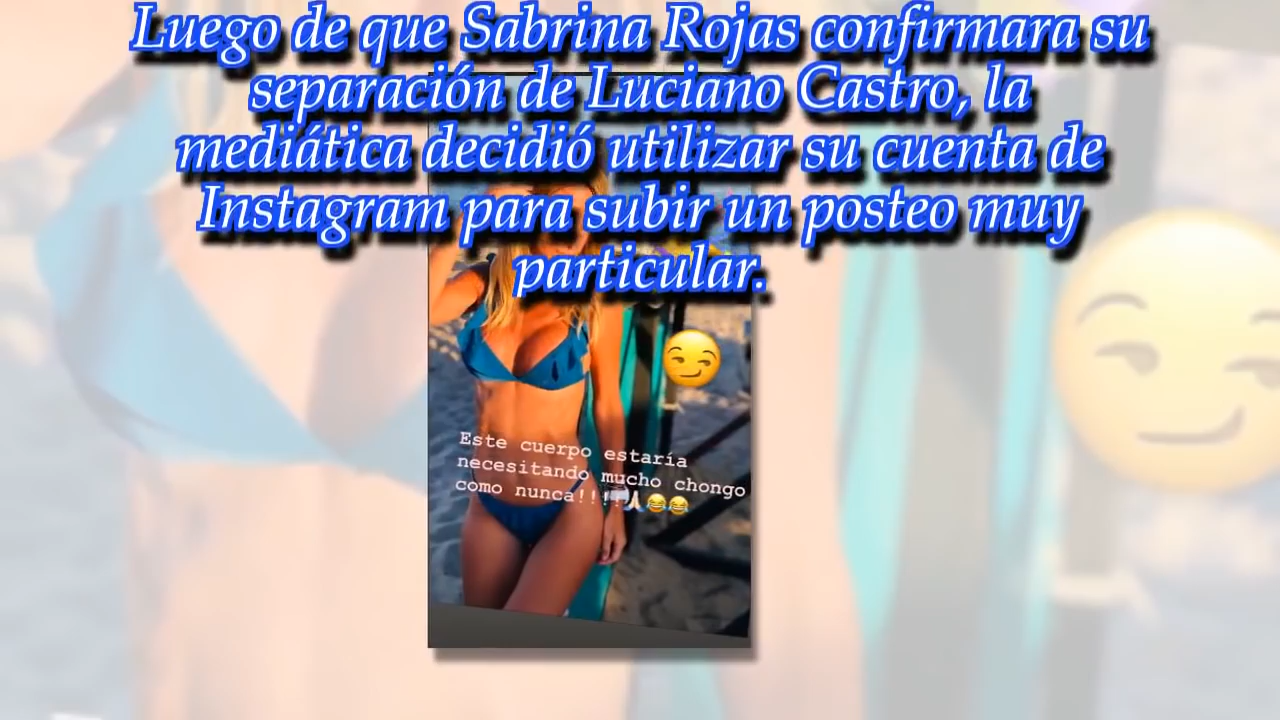 Luego de que Sabrina Rojas confirmara su
separación de Luciano Castro, la
mediática decidió utilizar su cuenta de
Instagram para subir un posteo muy
particular.
Este cuerpo estaría
necesitando mucho chongo
como nunca!!!!!🙏🏻😂😂